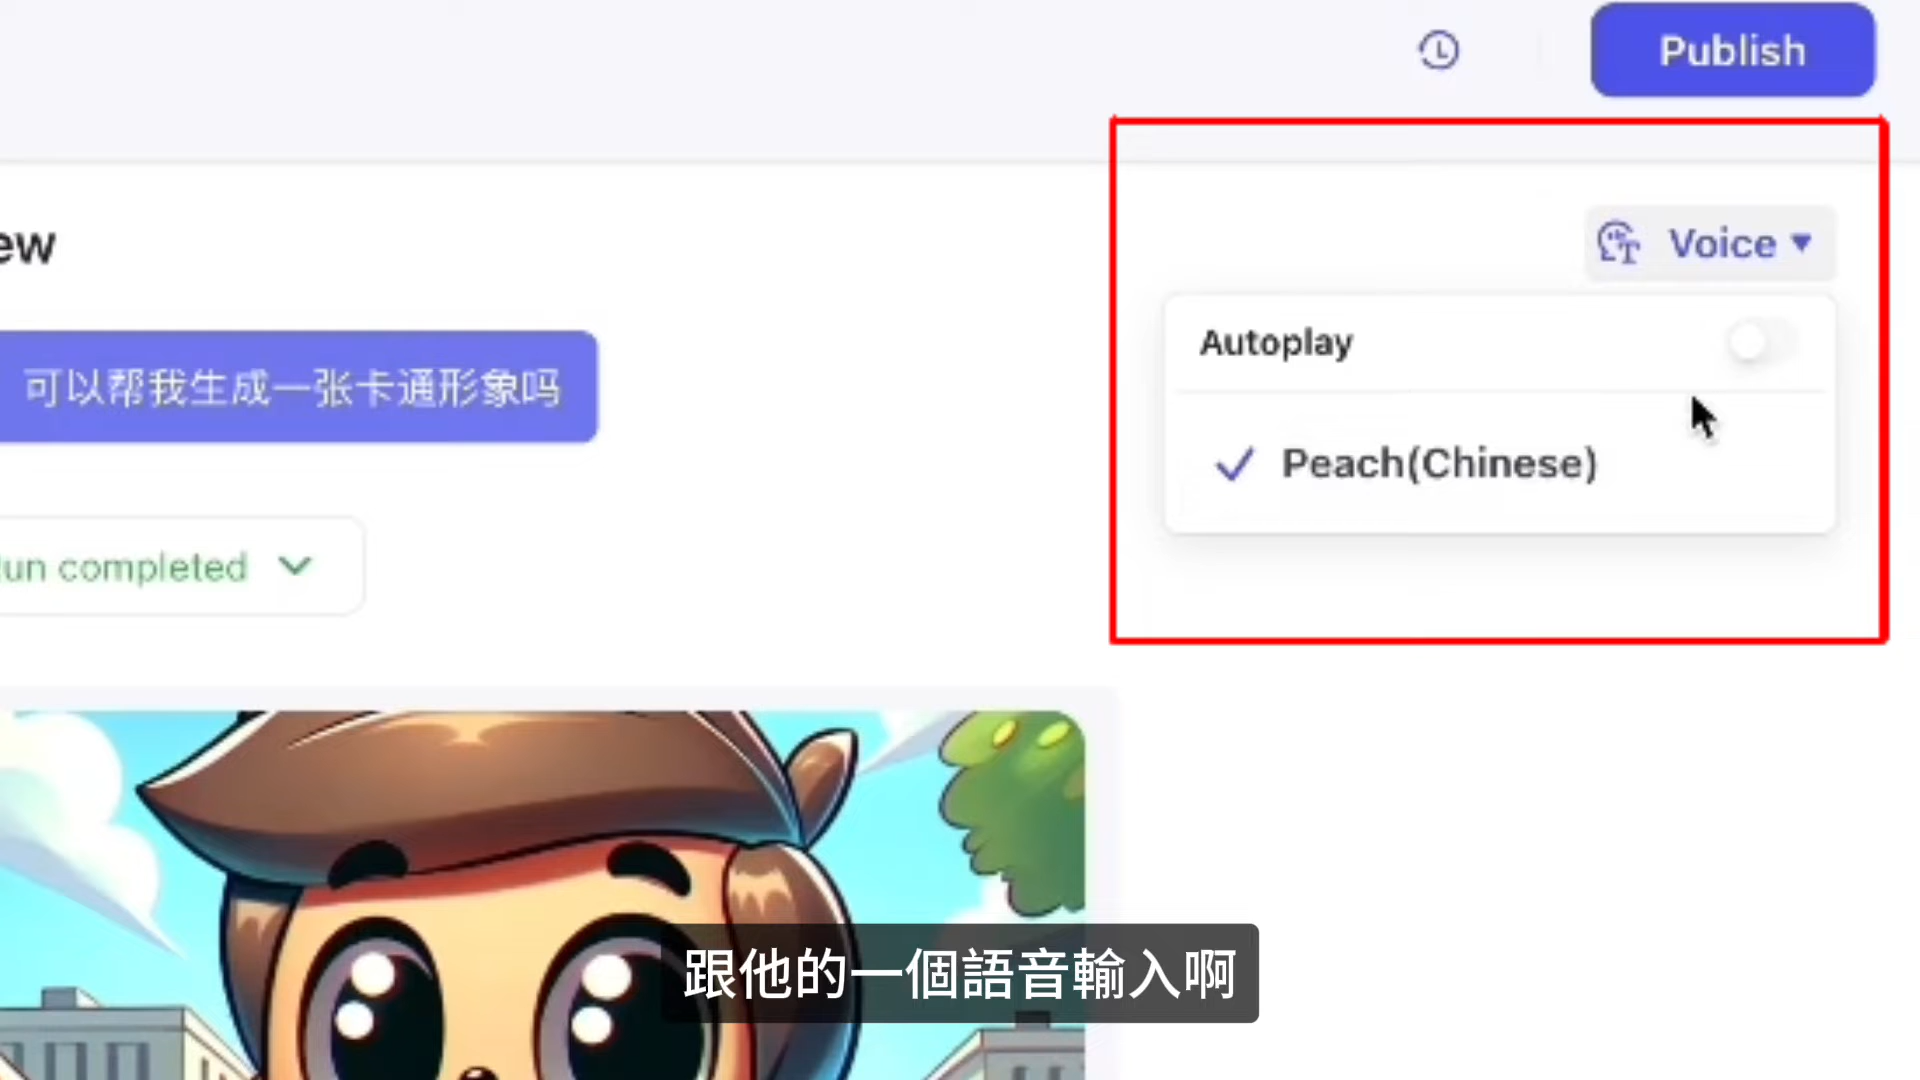 Publish
ew
Voice
Autoplay
可以帮我生成一张卡通形象吗
Peach(Chinese)
un completed
跟他的一個語音輸入啊